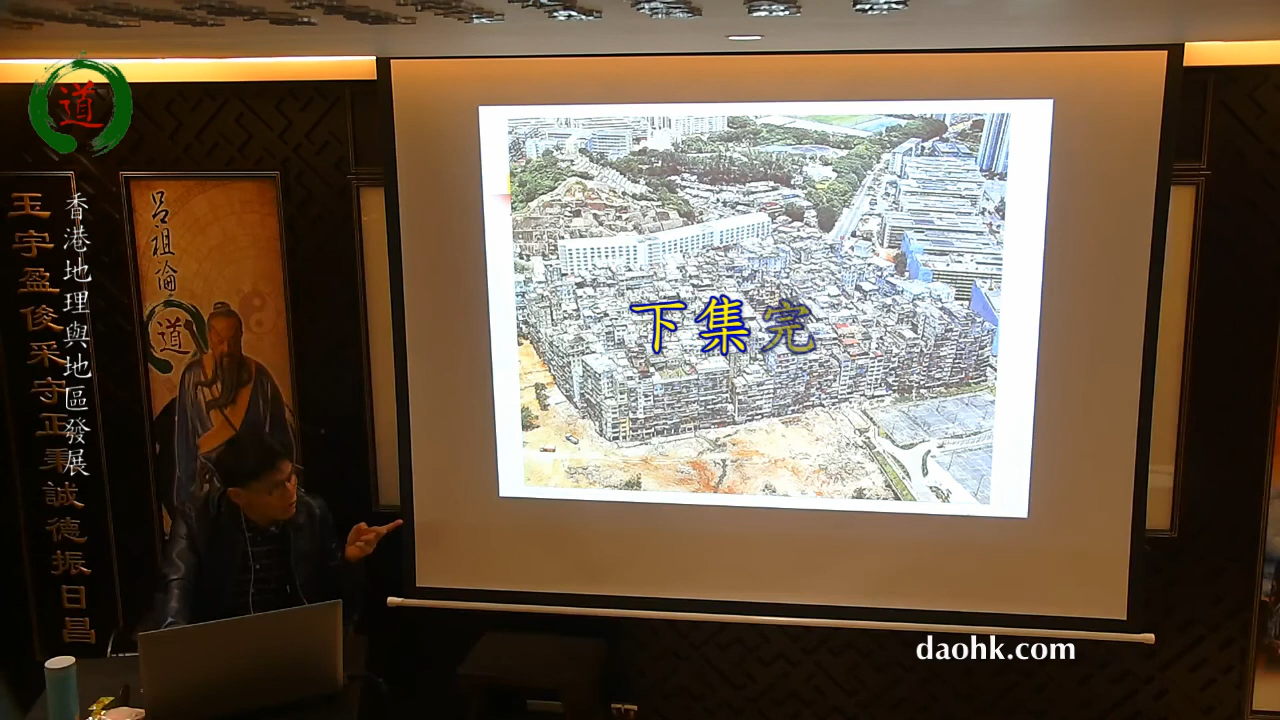 道
玉宇盈俊采守正秉誠德振日昌
香港地理與地區發展
呂祖論
道
下集完
daohk.com